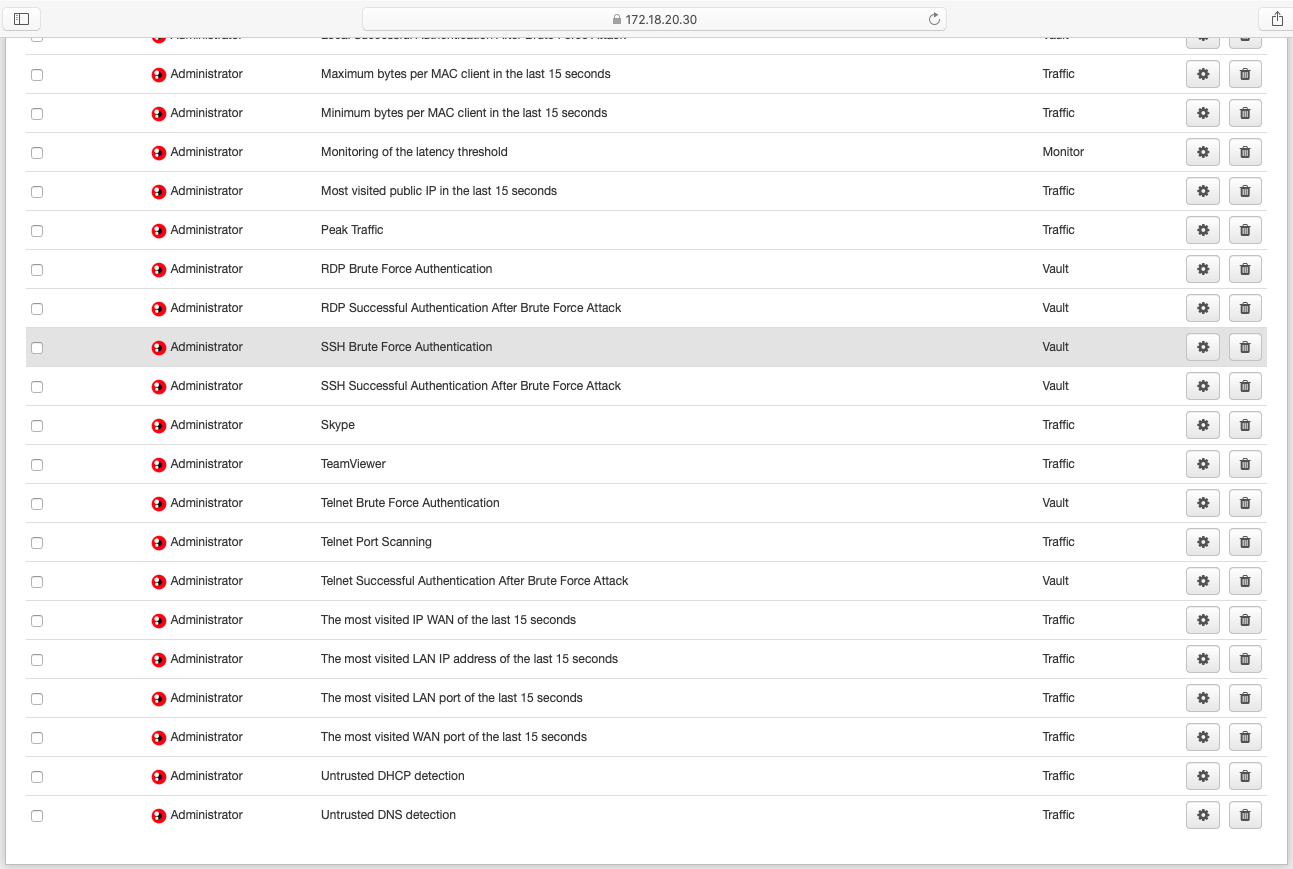 172.18.20.30
Administrator Local Successful Authentication After Brute Force Attack Vault
Administrator Maximum bytes per MAC client in the last 15 seconds Traffic
Administrator Minimum bytes per MAC client in the last 15 seconds Traffic
Administrator Monitoring of the latency threshold Monitor
Administrator Most visited public IP in the last 15 seconds Traffic
Administrator Peak Traffic Traffic
Administrator RDP Brute Force Authentication Vault
Administrator RDP Successful Authentication After Brute Force Attack Vault
Administrator SSH Brute Force Authentication Vault
Administrator SSH Successful Authentication After Brute Force Attack Vault
Administrator Skype Traffic
Administrator TeamViewer Traffic
Administrator Telnet Brute Force Authentication Vault
Administrator Telnet Port Scanning Traffic
Administrator Telnet Successful Authentication After Brute Force Attack Vault
Administrator The most visited IP WAN of the last 15 seconds Traffic
Administrator The most visited LAN IP address of the last 15 seconds Traffic
Administrator The most visited LAN port of the last 15 seconds Traffic
Administrator The most visited WAN port of the last 15 seconds Traffic
Administrator Untrusted DHCP detection Traffic
Administrator Untrusted DNS detection Traffic